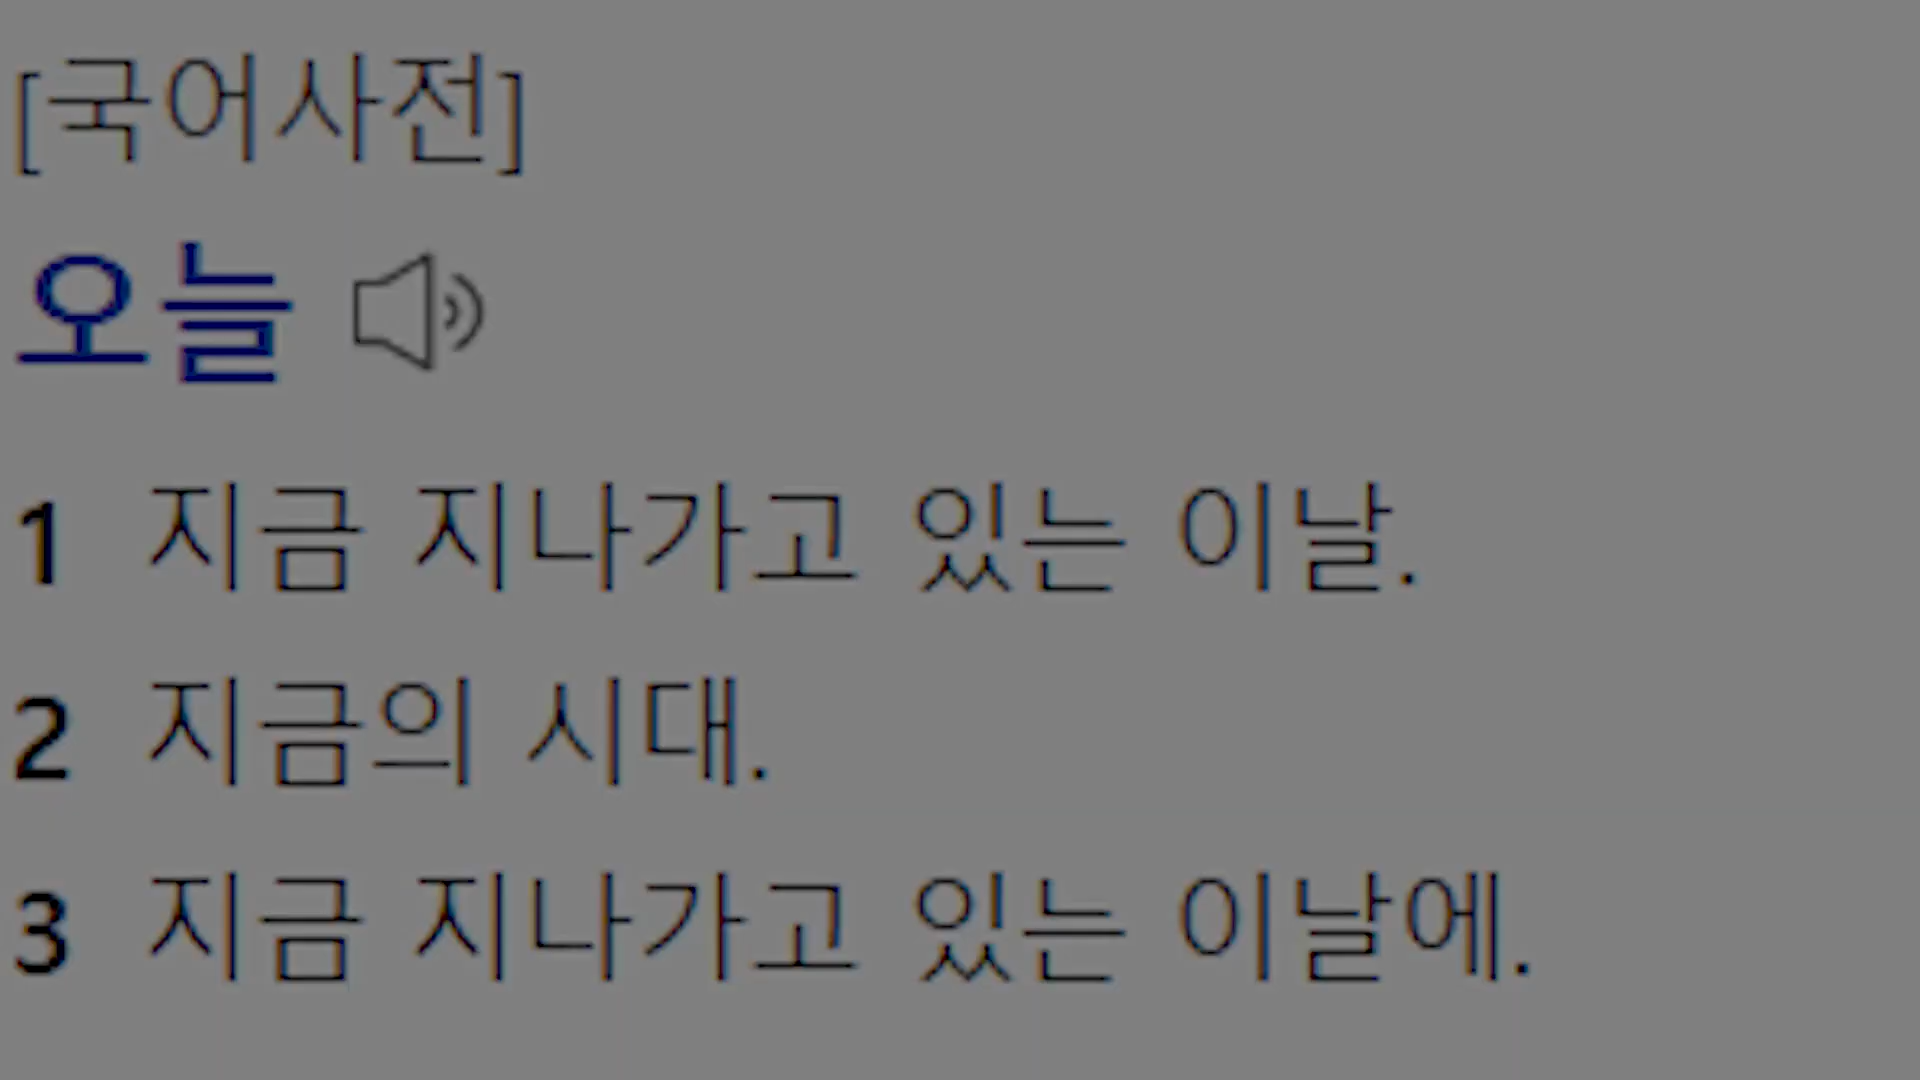 [국어사전]
오늘
1 지금 지나가고 있는 이날.
2 지금의 시대.
3 지금 지나가고 있는 이날에.